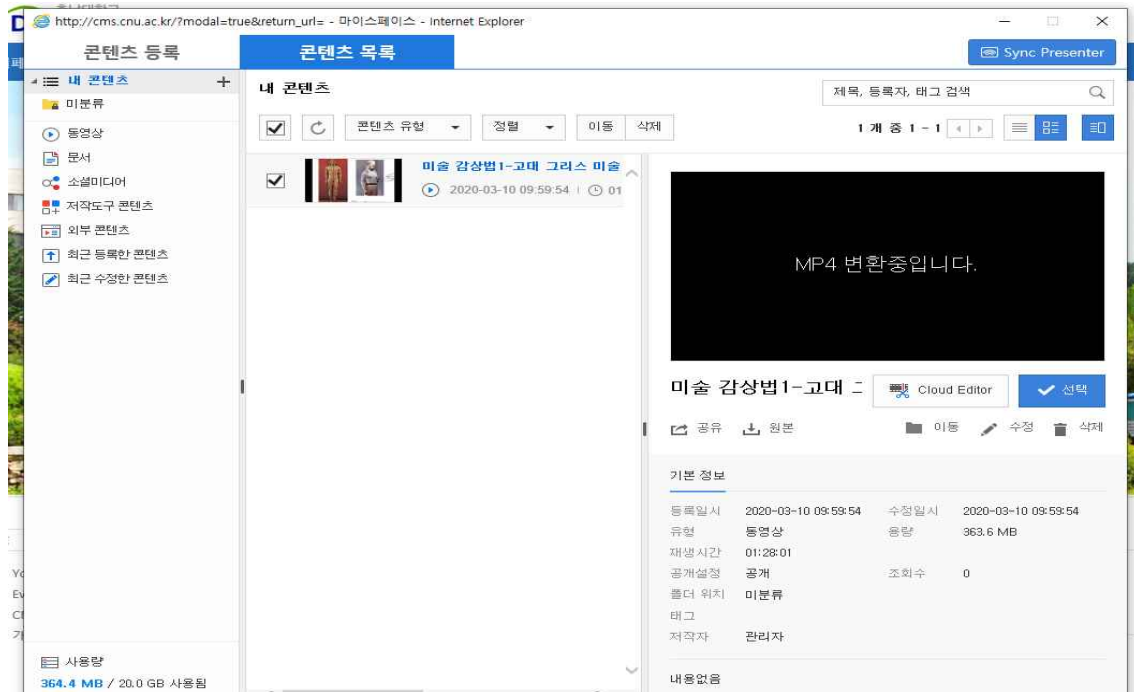 http://cms.cnu.ac.kr/?modal=true&return_url= - 마이스페이스 - Internet Explorer
콘텐츠 등록
콘텐츠 목록
Sync Presenter
내 콘텐츠
미분류
동영상
문서
소셜미디어
저작도구 콘텐츠
외부 콘텐츠
최근 등록한 콘텐츠
최근 수정한 콘텐츠
사용량
364.4 MB / 20.0 GB 사용됨
내 콘텐츠
제목, 등록자, 태그 검색
콘텐츠 유형
정렬
이동
삭제
1 개 중 1 - 1
미술 감상법1-고대 그리스 미술
2020-03-10 09:59:54 | 01
MP4 변환중입니다.
미술 감상법1-고대
Cloud Editor
선택
공유
원본
이동
수정
삭제
기본 정보
등록일시 2020-03-10 09:59:54 수정일시 2020-03-10 09:59:54
유형 동영상 용량 363.6 MB
재생시간 01:28:01
공개설정 공개 조회수 0
폴더 위치 미분류
태그
저작자 관리자
내용없음